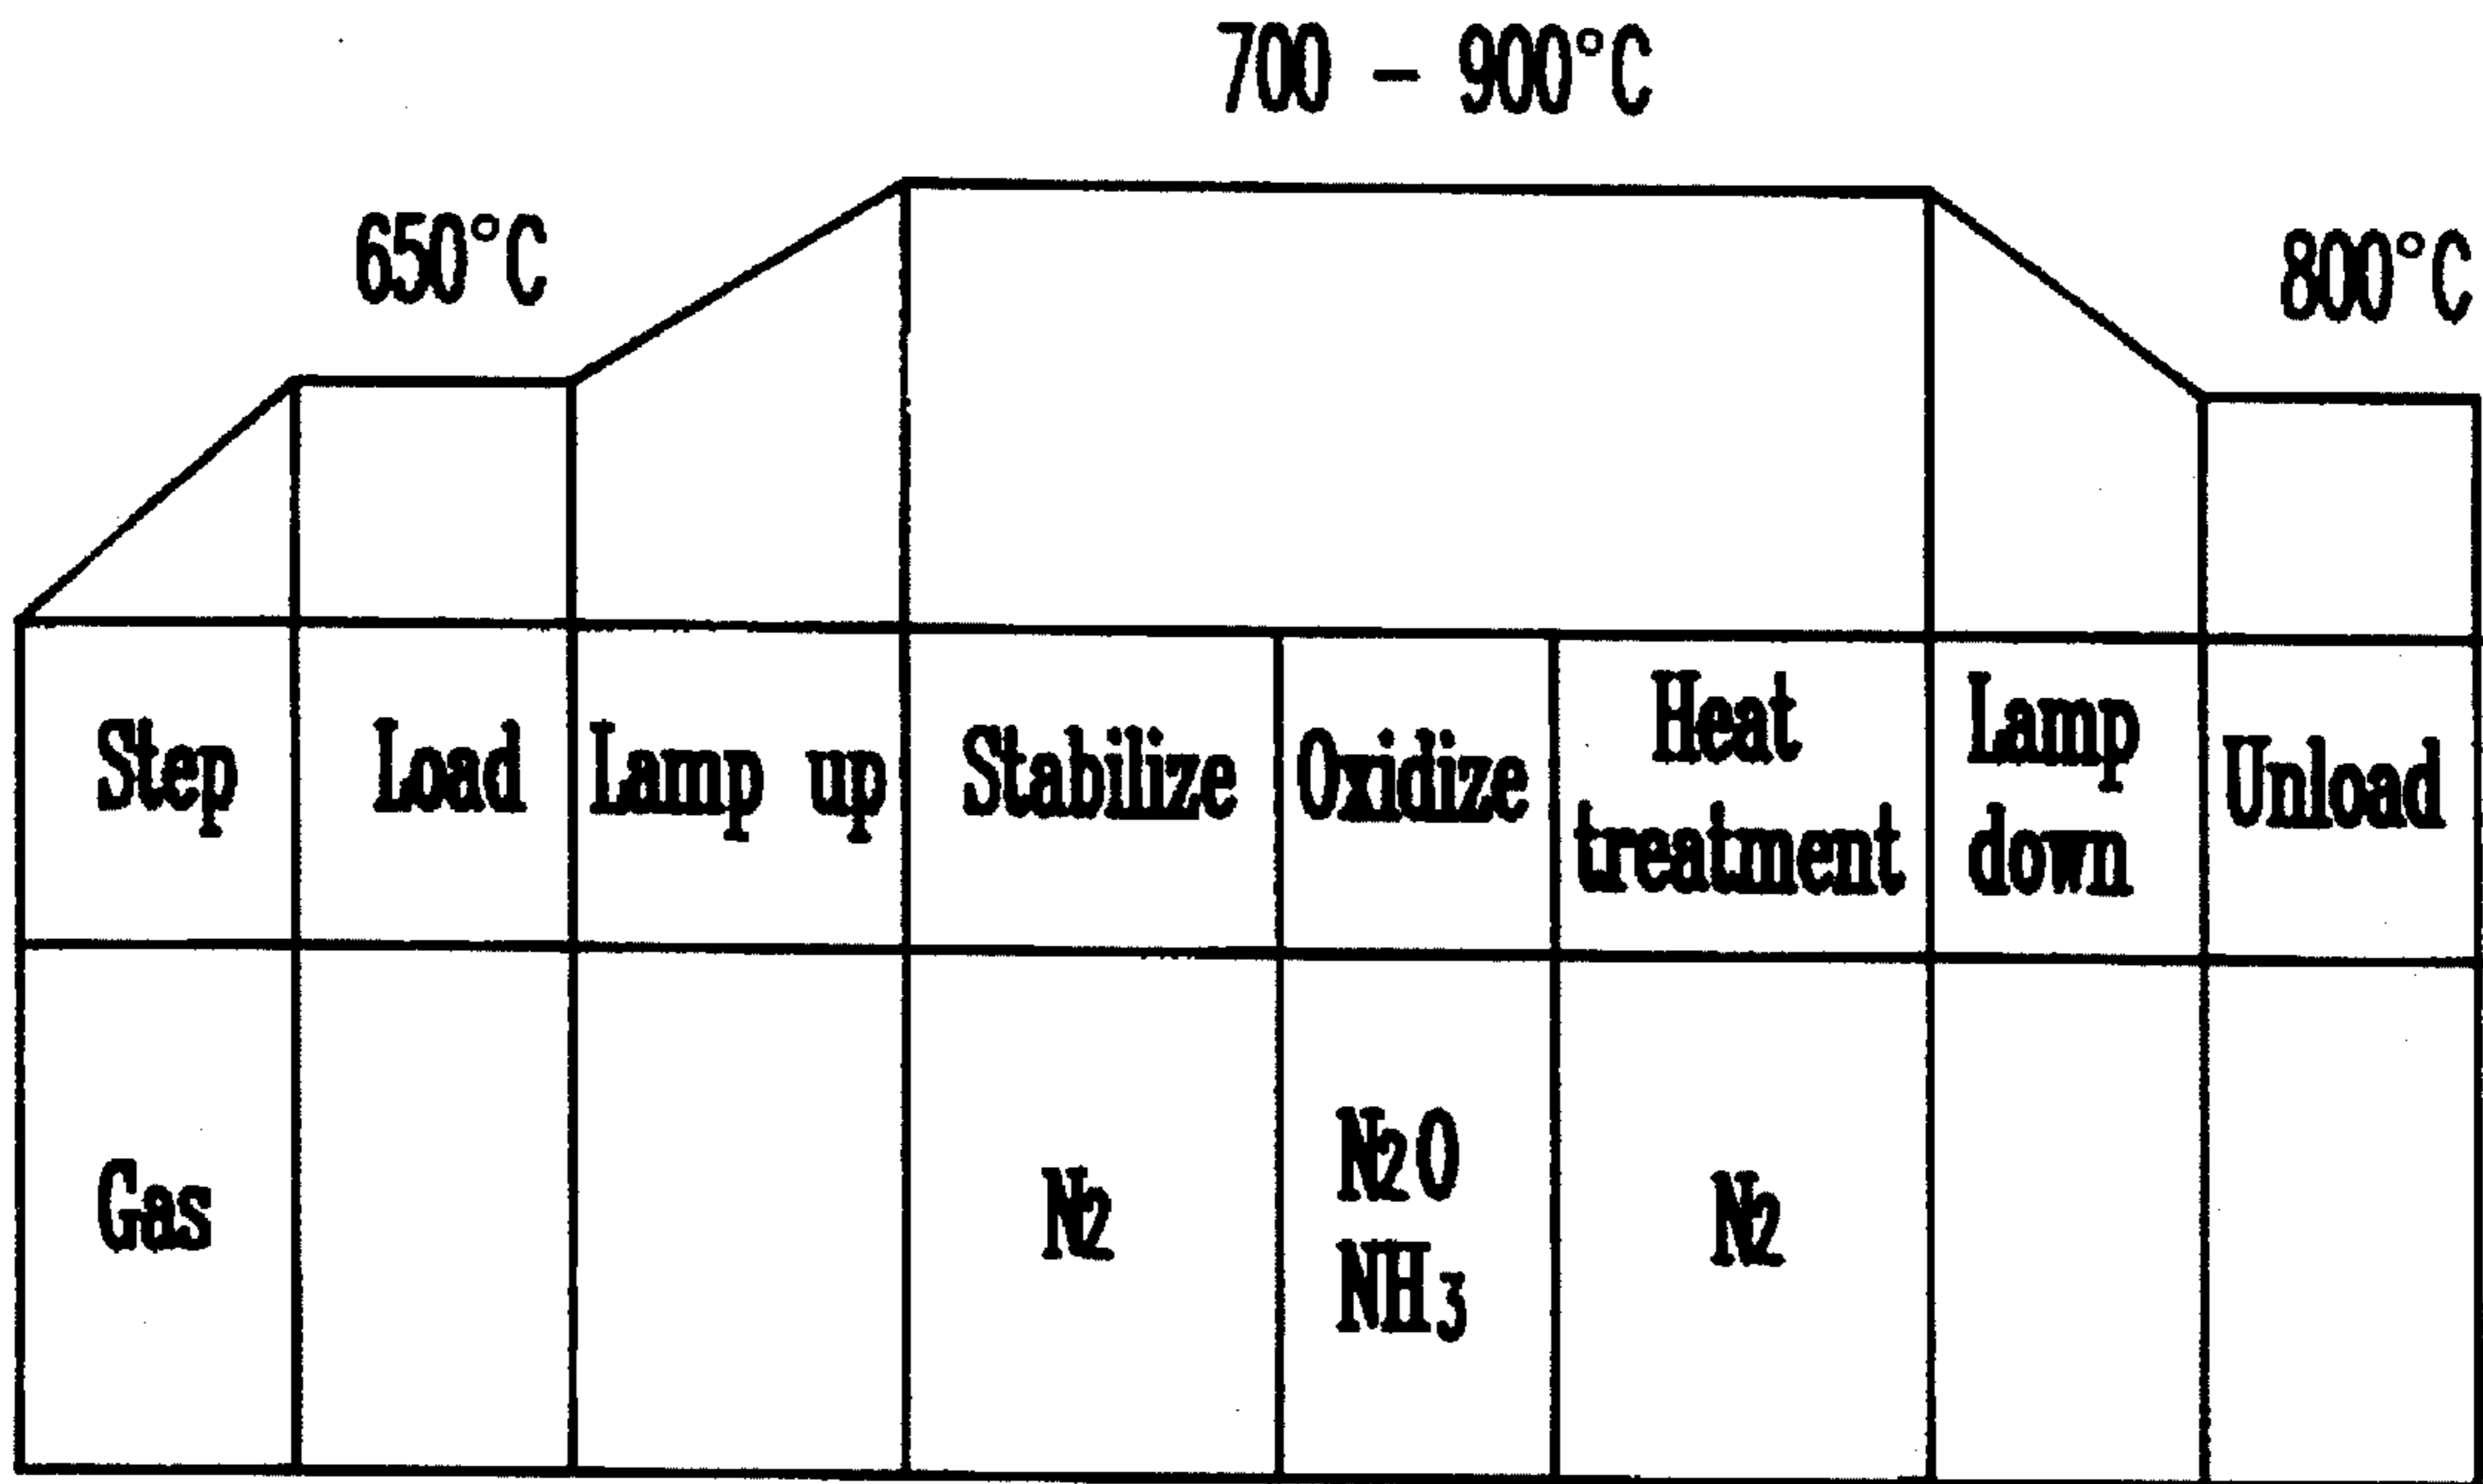 700 – 900°C
650°C
800°C
Step Load Lamp up Stabilize Oxidize Heat treatment Lamp down Unload
Gas N2 N2O NH3 N2